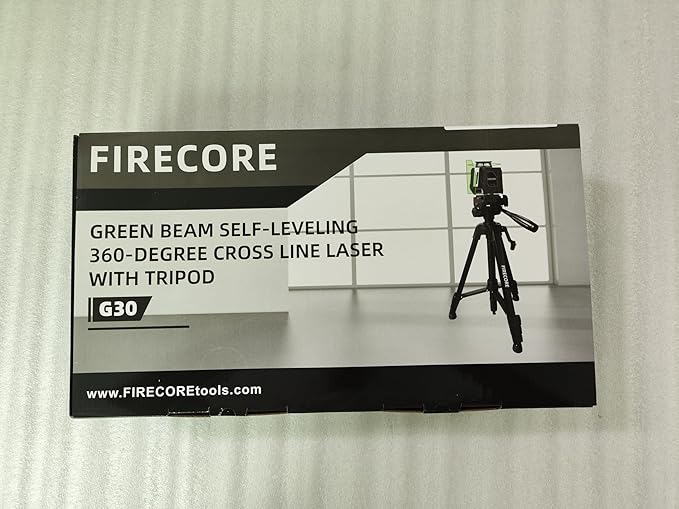 FIRECORE
GREEN BEAM SELF-LEVELING
360-DEGREE CROSS LINE LASER
WITH TRIPOD
G30
www.FIRECOREtools.com
FIRECORE